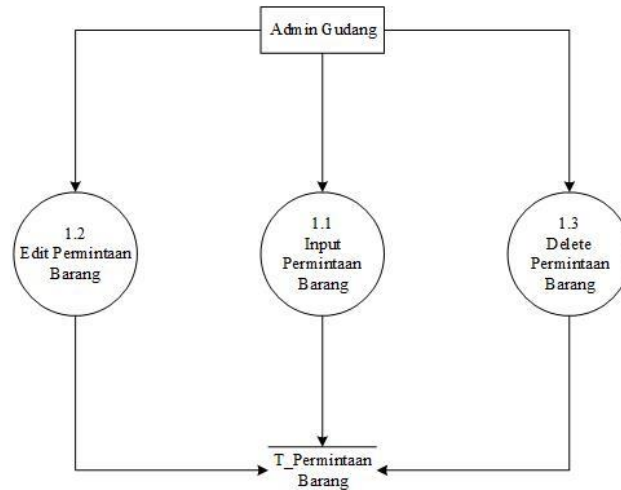 Admin Gudang
1.2
Edit Permintaan
Barang
1.1
Input
Permintaan
Barang
1.3
Delete
Permintaan
Barang
T_Permintaan
Barang